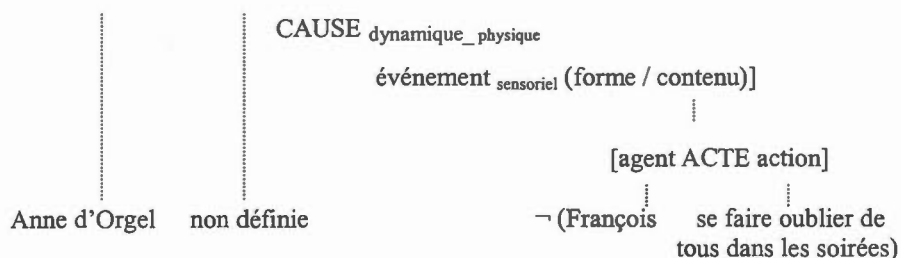 CAUSE dynamique_physique
événement sensoriel (forme / contenu)]
[agent ACTE action]
Anne d'Orgel non définie ¬ (François se faire oublier de
tous dans les soirées)